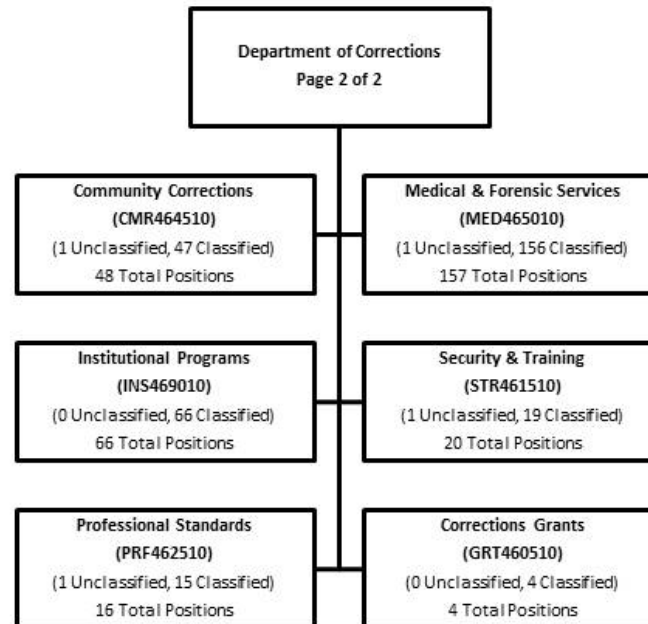 Department of Corrections
Page 2 of 2
Community Corrections
(CMR464510)
(1 Unclassified, 47 Classified)
48 Total Positions
Medical & Forensic Services
(MED465010)
(1 Unclassified, 156 Classified)
157 Total Positions
Institutional Programs
(INS469010)
(0 Unclassified, 66 Classified)
66 Total Positions
Security & Training
(STR461510)
(1 Unclassified, 19 Classified)
20 Total Positions
Professional Standards
(PRF462510)
(1 Unclassified, 15 Classified)
16 Total Positions
Corrections Grants
(GRT460510)
(0 Unclassified, 4 Classified)
4 Total Positions